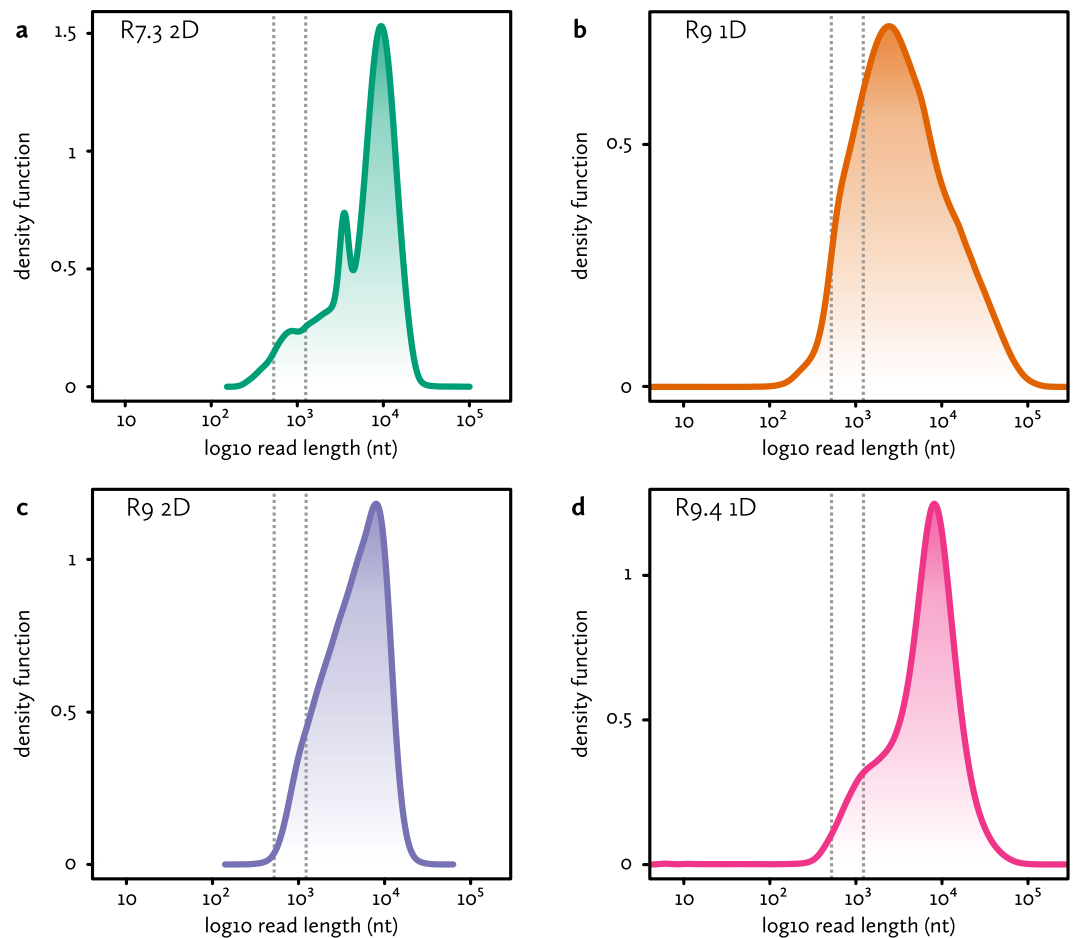 a
R7.3 2D
1.5
1
0.5
0
density function
10
10²
10³
10⁴
10⁵
log10 read length (nt)
b
R9 1D
0.5
0
density function
10
10²
10³
10⁴
10⁵
log10 read length (nt)
c
R9 2D
1
0.5
0
density function
10
10²
10³
10⁴
10⁵
log10 read length (nt)
d
R9.4 1D
1
0.5
0
density function
10
10²
10³
10⁴
10⁵
log10 read length (nt)